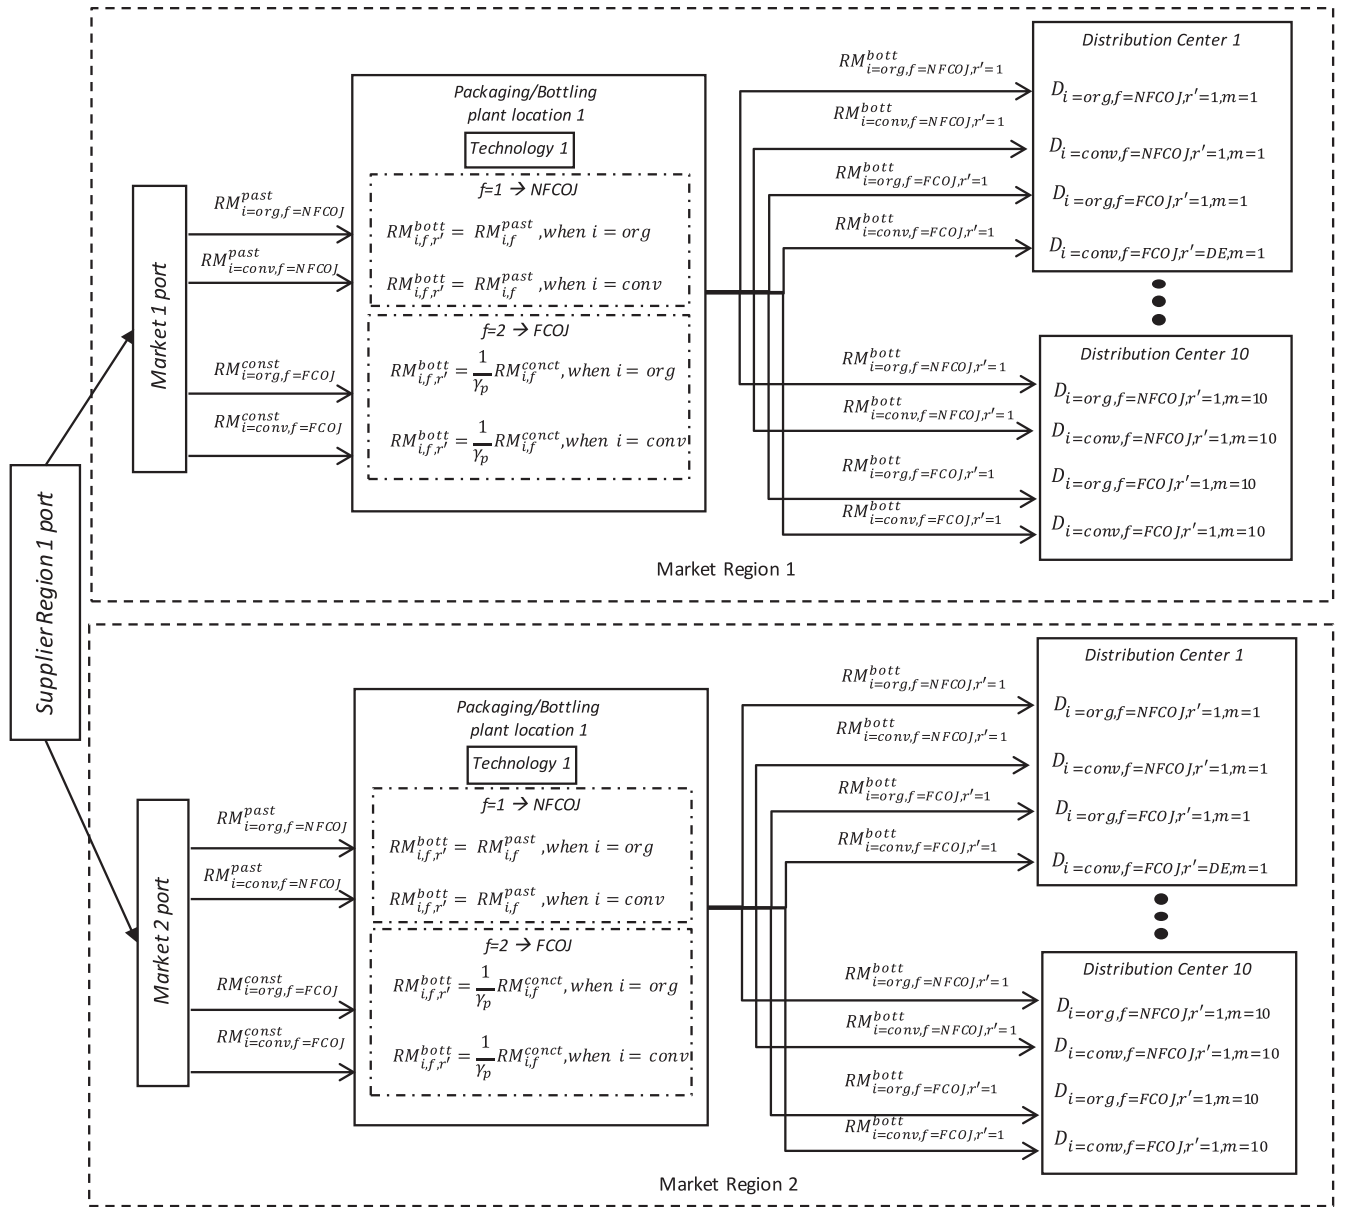 Supplier Region 1 port
Market 1 port
RM^{past}_{i=org,f=NFCOJ}
RM^{past}_{i=conv,f=NFCOJ}
RM^{const}_{i=org,f=FCOJ}
RM^{const}_{i=conv,f=FCOJ}
Packaging/Bottling
plant location 1
Technology 1
f=1 → NFCOJ
RM^{bott}_{i,f,r′} = RM^{past}_{i,f} ,when i = org
RM^{bott}_{i,f,r′} = RM^{past}_{i,f} ,when i = conv
f=2 → FCOJ
RM^{bott}_{i,f,r′} = \frac{1}{γ_p} RM^{conct}_{i,f}, when i = org
RM^{bott}_{i,f,r′} = \frac{1}{γ_p} RM^{conct}_{i,f}, when i = conv
RM^{bott}_{i=org,f=NFCOJ,r′=1}
RM^{bott}_{i=conv,f=NFCOJ,r′=1}
RM^{bott}_{i=org,f=FCOJ,r′=1}
RM^{bott}_{i=conv,f=FCOJ,r′=1}
Distribution Center 1
D_{i=org,f=NFCOJ,r′=1,m=1}
D_{i=conv,f=NFCOJ,r′=1,m=1}
D_{i=org,f=FCOJ,r′=1,m=1}
D_{i=conv,f=FCOJ,r′=DE,m=1}
RM^{bott}_{i=org,f=NFCOJ,r′=1}
RM^{bott}_{i=conv,f=NFCOJ,r′=1}
RM^{bott}_{i=org,f=FCOJ,r′=1}
RM^{bott}_{i=conv,f=FCOJ,r′=1}
Distribution Center 10
D_{i=org,f=NFCOJ,r′=1,m=10}
D_{i=conv,f=NFCOJ,r′=1,m=10}
D_{i=org,f=FCOJ,r′=1,m=10}
D_{i=conv,f=FCOJ,r′=1,m=10}
Market Region 1
Market 2 port
RM^{past}_{i=org,f=NFCOJ}
RM^{past}_{i=conv,f=NFCOJ}
RM^{const}_{i=org,f=FCOJ}
RM^{const}_{i=conv,f=FCOJ}
Packaging/Bottling
plant location 1
Technology 1
f=1 → NFCOJ
RM^{bott}_{i,f,r′} = RM^{past}_{i,f} ,when i = org
RM^{bott}_{i,f,r′} = RM^{past}_{i,f} ,when i = conv
f=2 → FCOJ
RM^{bott}_{i,f,r′} = \frac{1}{γ_p} RM^{conct}_{i,f}, when i = org
RM^{bott}_{i,f,r′} = \frac{1}{γ_p} RM^{conct}_{i,f}, when i = conv
RM^{bott}_{i=org,f=NFCOJ,r′=1}
RM^{bott}_{i=conv,f=NFCOJ,r′=1}
RM^{bott}_{i=org,f=FCOJ,r′=1}
RM^{bott}_{i=conv,f=FCOJ,r′=1}
Distribution Center 1
D_{i=org,f=NFCOJ,r′=1,m=1}
D_{i=conv,f=NFCOJ,r′=1,m=1}
D_{i=org,f=FCOJ,r′=1,m=1}
D_{i=conv,f=FCOJ,r′=DE,m=1}
RM^{bott}_{i=org,f=NFCOJ,r′=1}
RM^{bott}_{i=conv,f=NFCOJ,r′=1}
RM^{bott}_{i=org,f=FCOJ,r′=1}
RM^{bott}_{i=conv,f=FCOJ,r′=1}
Distribution Center 10
D_{i=org,f=NFCOJ,r′=1,m=10}
D_{i=conv,f=NFCOJ,r′=1,m=10}
D_{i=org,f=FCOJ,r′=1,m=10}
D_{i=conv,f=FCOJ,r′=1,m=10}
Market Region 2